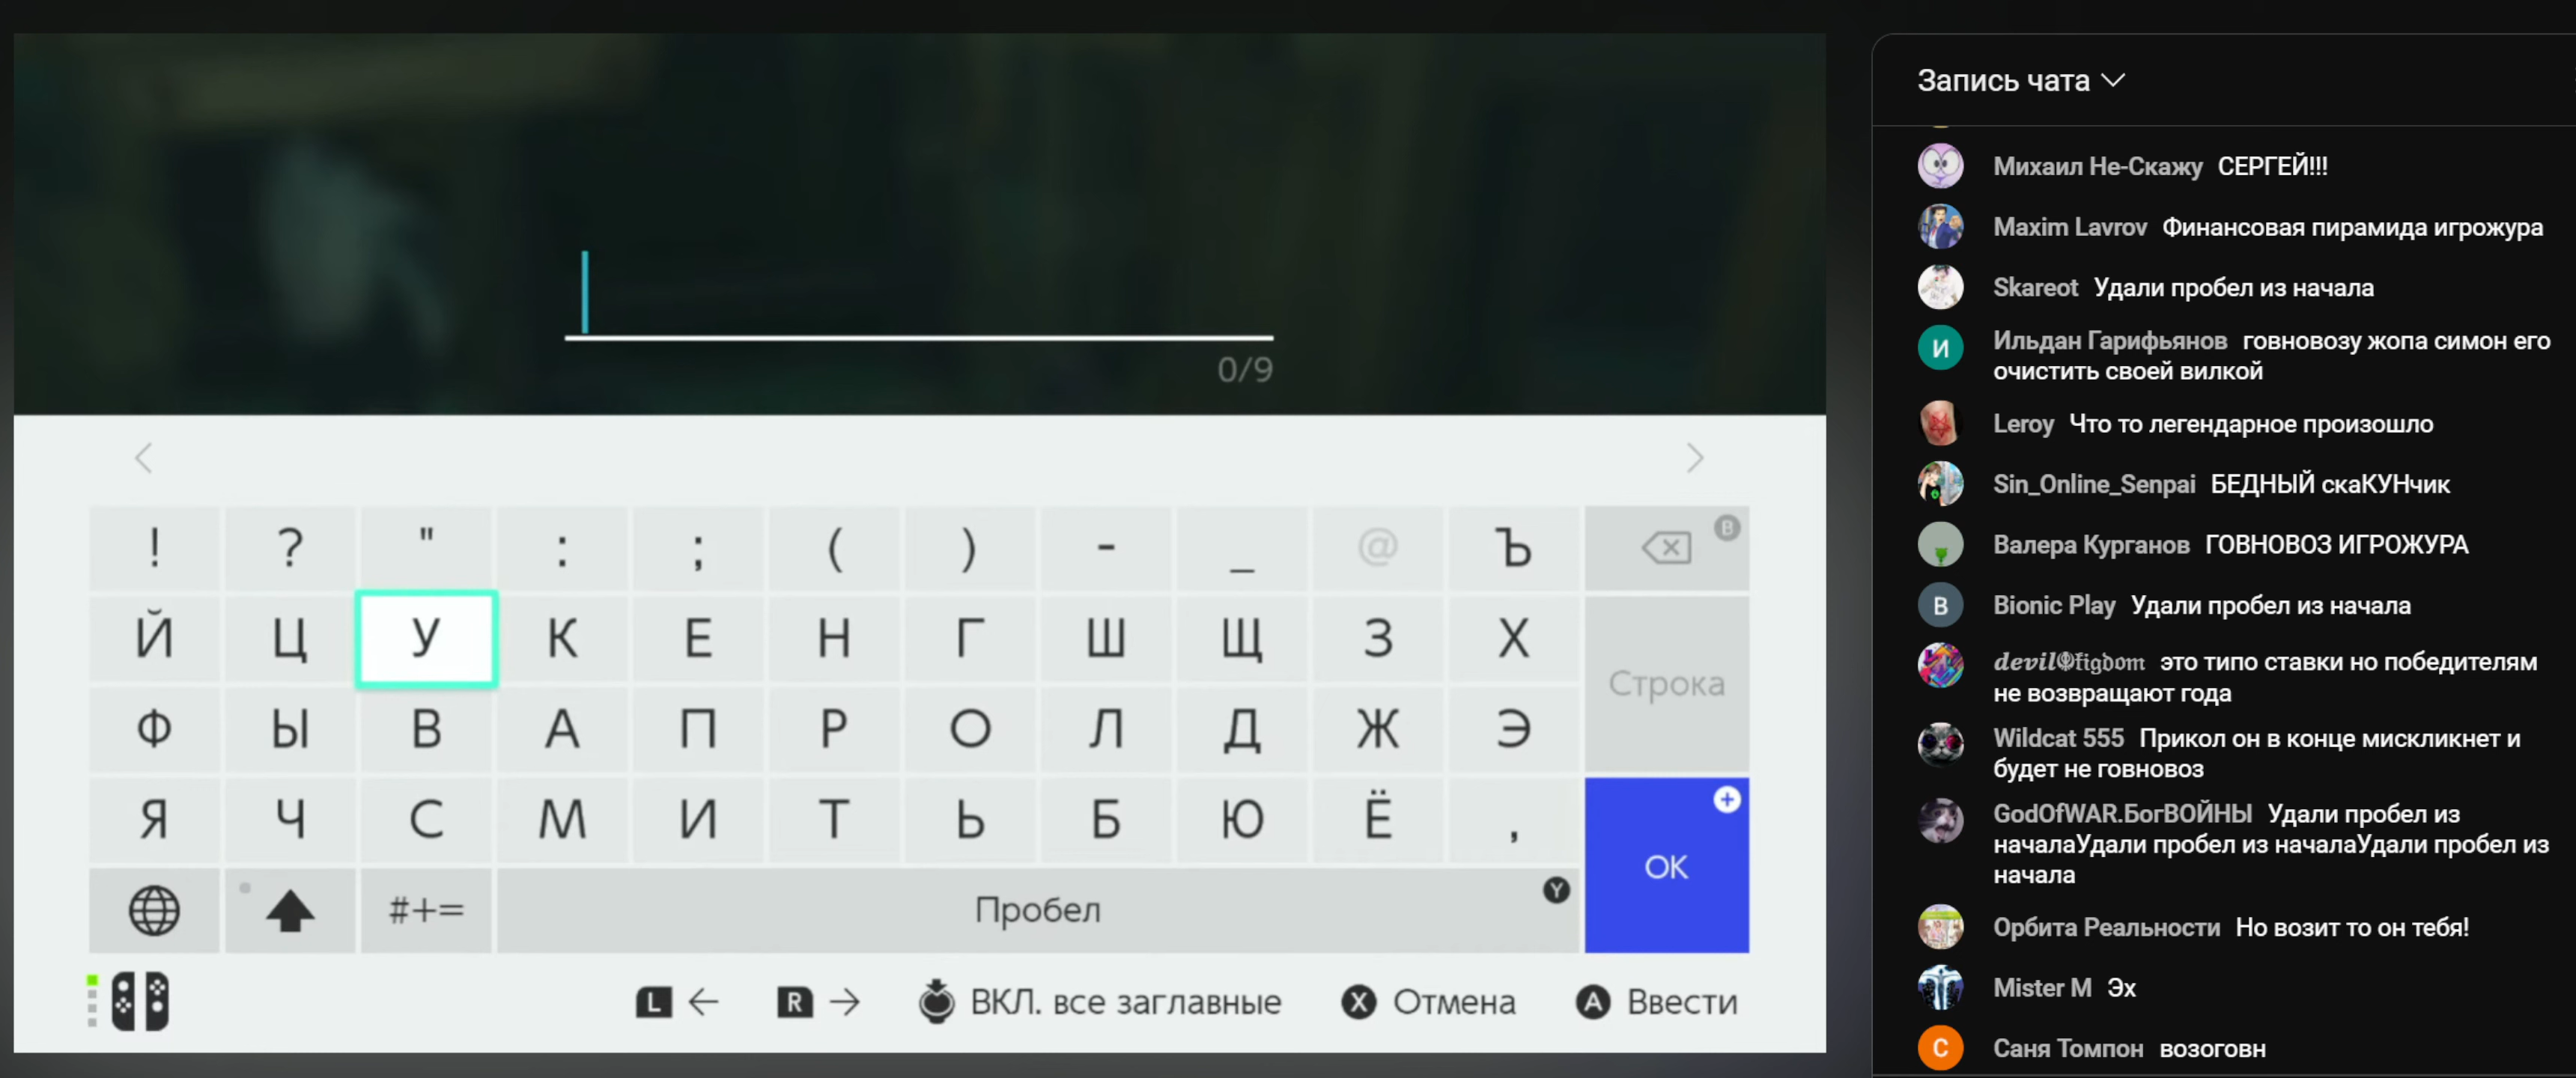 0/9
! ? " : ; ( ) - _ @ Ъ B
Й Ц У К Е Н Г Ш Щ З Х
Строка
Ф Ы В А П Р О Л Д Ж Э
Я Ч С М И Т Ь Б Ю Ё ,
OK
#+= Пробел Y
L ← R → ВКЛ. все заглавные X Отмена A Ввести
Запись чата
Михаил Не-Скажу СЕРГЕЙ!!!
Maxim Lavrov Финансовая пирамида игрожура
Skareot Удали пробел из начала
И Ильдан Гарифьянов говновозу жопа симон его
очистить своей вилкой
Leroy Что то легендарное произошло
Sin_Online_Senpai БЕДНЫЙ скаКУНчик
Валера Курганов ГОВНОВОЗ ИГРОЖУРА
B Bionic Play Удали пробел из начала
это типо ставки но победителям
не возвращают года
Wildcat 555 Прикол он в конце мискликнет и
будет не говновоз
GodOfWAR.БогВОЙНЫ Удали пробел из
началаУдали пробел из началаУдали пробел из
начала
Орбита Реальности Но возит то он тебя!
Mister M Эх
С Саня Томпон возоговн